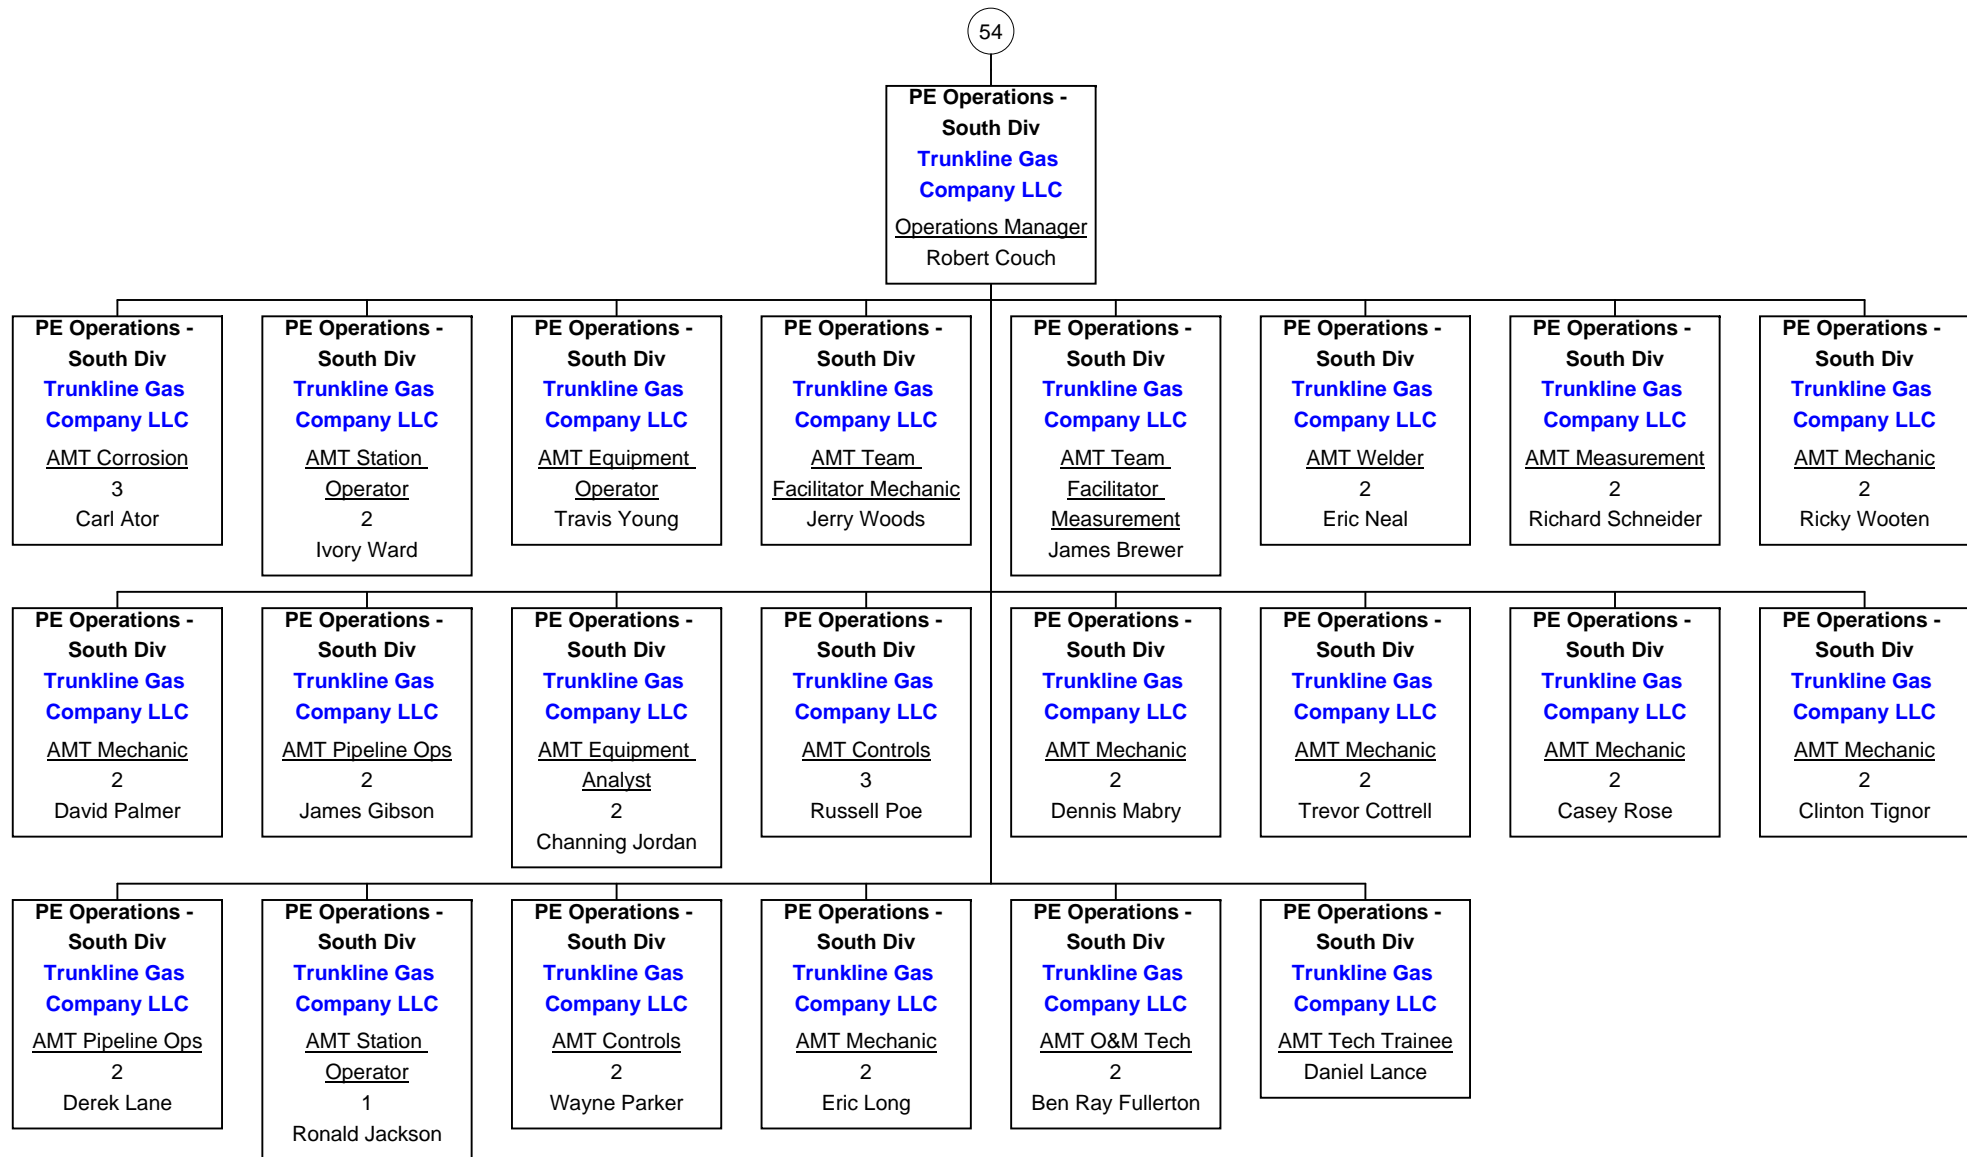 54
PE Operations -
South Div
Trunkline Gas
Company LLC
Operations Manager
Robert Couch
PE Operations -
South Div
Trunkline Gas
Company LLC
AMT Corrosion
3
Carl Ator
PE Operations -
South Div
Trunkline Gas
Company LLC
AMT Station
Operator
2
Ivory Ward
PE Operations -
South Div
Trunkline Gas
Company LLC
AMT Equipment
Operator
Travis Young
PE Operations -
South Div
Trunkline Gas
Company LLC
AMT Team
Facilitator Mechanic
Jerry Woods
PE Operations -
South Div
Trunkline Gas
Company LLC
AMT Team
Facilitator
Measurement
James Brewer
PE Operations -
South Div
Trunkline Gas
Company LLC
AMT Welder
2
Eric Neal
PE Operations -
South Div
Trunkline Gas
Company LLC
AMT Measurement
2
Richard Schneider
PE Operations -
South Div
Trunkline Gas
Company LLC
AMT Mechanic
2
Ricky Wooten
PE Operations -
South Div
Trunkline Gas
Company LLC
AMT Mechanic
2
David Palmer
PE Operations -
South Div
Trunkline Gas
Company LLC
AMT Pipeline Ops
2
James Gibson
PE Operations -
South Div
Trunkline Gas
Company LLC
AMT Equipment
Analyst
2
Channing Jordan
PE Operations -
South Div
Trunkline Gas
Company LLC
AMT Controls
3
Russell Poe
PE Operations -
South Div
Trunkline Gas
Company LLC
AMT Mechanic
2
Dennis Mabry
PE Operations -
South Div
Trunkline Gas
Company LLC
AMT Mechanic
2
Trevor Cottrell
PE Operations -
South Div
Trunkline Gas
Company LLC
AMT Mechanic
2
Casey Rose
PE Operations -
South Div
Trunkline Gas
Company LLC
AMT Mechanic
2
Clinton Tignor
PE Operations -
South Div
Trunkline Gas
Company LLC
AMT Pipeline Ops
2
Derek Lane
PE Operations -
South Div
Trunkline Gas
Company LLC
AMT Station
Operator
1
Ronald Jackson
PE Operations -
South Div
Trunkline Gas
Company LLC
AMT Controls
2
Wayne Parker
PE Operations -
South Div
Trunkline Gas
Company LLC
AMT Mechanic
2
Eric Long
PE Operations -
South Div
Trunkline Gas
Company LLC
AMT O&M Tech
2
Ben Ray Fullerton
PE Operations -
South Div
Trunkline Gas
Company LLC
AMT Tech Trainee
Daniel Lance